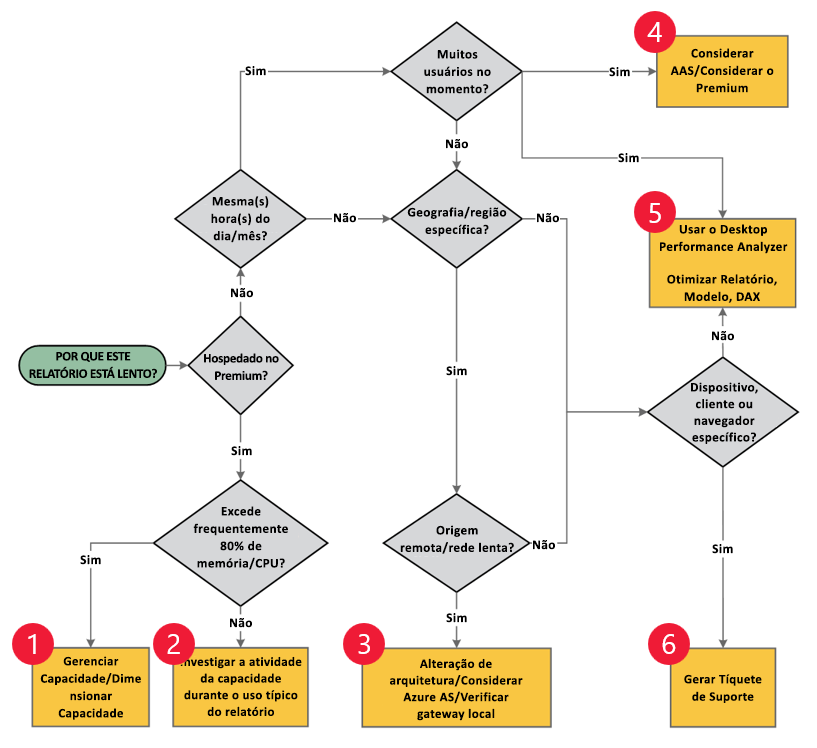 4
Considerar
AAS/Considerar o
Premium
Muitos
usuários no
momento?
Sim
Sim
Não
Sim
Mesma(s)
hora(s) do
dia/mês?
Não
Geografia/região
específica?
Não
5
Usar o Desktop
Performance Analyzer
Otimizar Relatório,
Modelo, DAX
Não
Não
POR QUE ESTE
RELATÓRIO ESTÁ LENTO?
Hospedado no
Premium?
Sim
Dispositivo,
cliente ou
navegador
específico?
Sim
Excede
frequentemente
80% de
memória/CPU?
Sim
Origem
remota/rede lenta?
Não
Sim
Não
Sim
1
Gerenciar
Capacidade/Dime
nsionar
Capacidade
2
Investigar a atividade
da capacidade
durante o uso típico
do relatório
3
Alteração de
arquitetura/Considerar
Azure AS/Verificar
gateway local
6
Gerar Tíquete
de Suporte